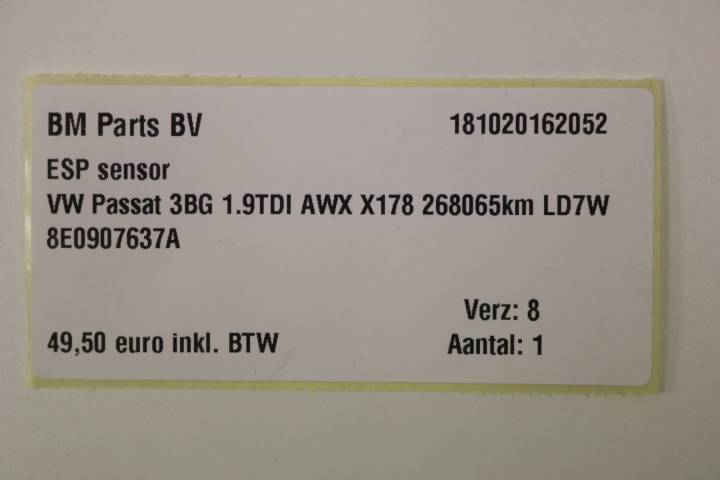 BM Parts BV 181020162052
ESP sensor
VW Passat 3BG 1.9TDI AWX X178 268065km LD7W
8E0907637A
Verz: 8
49,50 euro inkl. BTW Aantal: 1